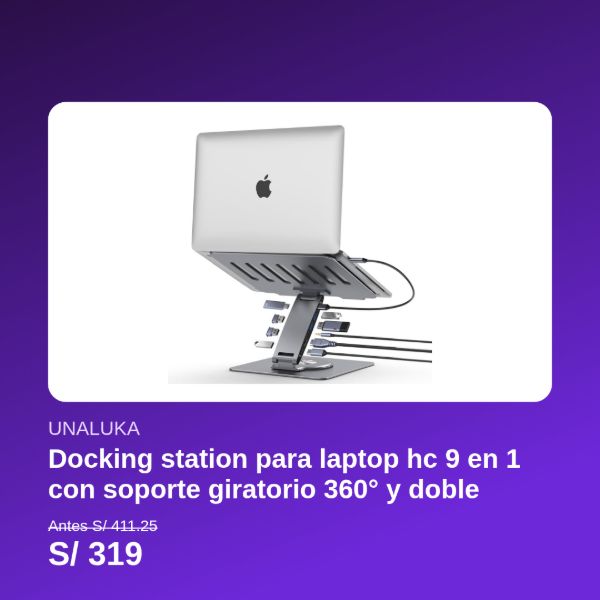 UNALUKA
Docking station para laptop hc 9 en 1
con soporte giratorio 360° y doble
Antes S/ 411.25
S/ 319